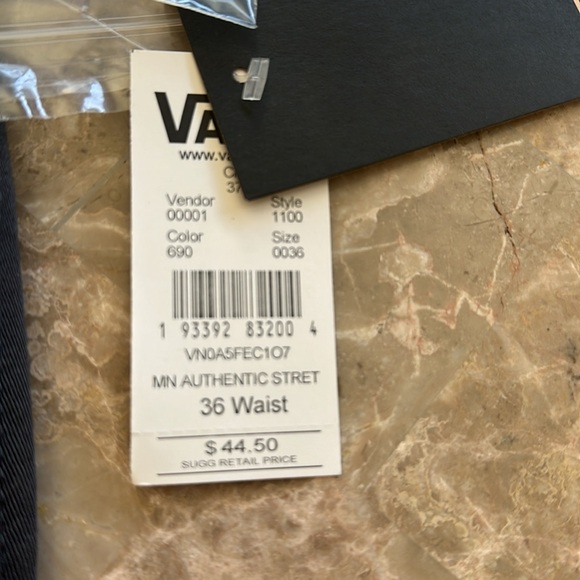 VA
www.va
C
37
Vendor Style
00001 1100
Color Size
690 0036
1 93392 83200 4
VN0A5FEC1O7
MN AUTHENTIC STRET
36 Waist
$ 44.50
SUGG RETAIL PRICE